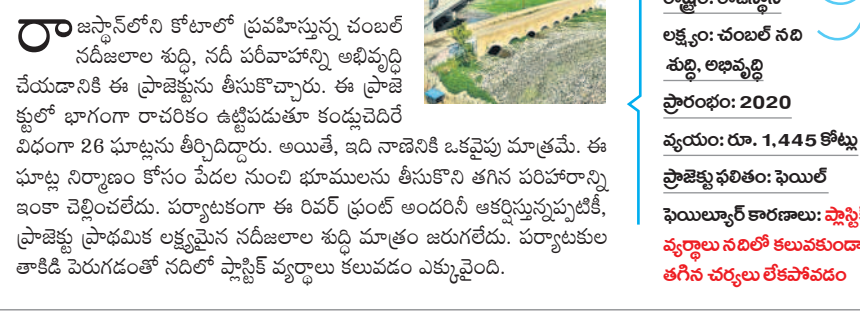 రాజస్థాన్‌లోని కోటాలో ప్రవహిస్తున్న చంబల్
నదీజలాల శుద్ధి, నదీ పరీవాహాన్ని అభివృద్ధి
చేయడానికి ఈ ప్రాజెక్టును తీసుకొచ్చారు. ఈ ప్రాజె
క్టులో భాగంగా రాచరికం ఉట్టిపడుతూ కండ్లుచెదిరే
విధంగా 26 ఘాట్లను తీర్చిదిద్దారు. అయితే, ఇది నాణెనికి ఒకవైపు మాత్రమే. ఈ
ఘాట్ల నిర్మాణం కోసం పేదల నుంచి భూములను తీసుకొని తగిన పరిహారాన్ని
ఇంకా చెల్లించలేదు. పర్యాటకంగా ఈ రివర్ ఫ్రంట్ అందరినీ ఆకర్షిస్తున్నప్పటికీ,
ప్రాజెక్టు ప్రాథమిక లక్ష్యమైన నదీజలాల శుద్ధి మాత్రం జరుగలేదు. పర్యాటకుల
తాకిడి పెరుగడంతో నదిలో ప్లాస్టిక్ వ్యర్థాలు కలువడం ఎక్కువైంది.
లక్ష్యం: చంబల్ నది
శుద్ధి, అభివృద్ధి
ప్రారంభం: 2020
వ్యయం: రూ. 1,445 కోట్లు
ప్రాజెక్టు ఫలితం: ఫెయిల్
ఫెయిల్యూర్ కారణాలు: ప్లాస్టిక్
వ్యర్థాలు నదిలో కలువకుండా
తగిన చర్యలు లేకపోవడం